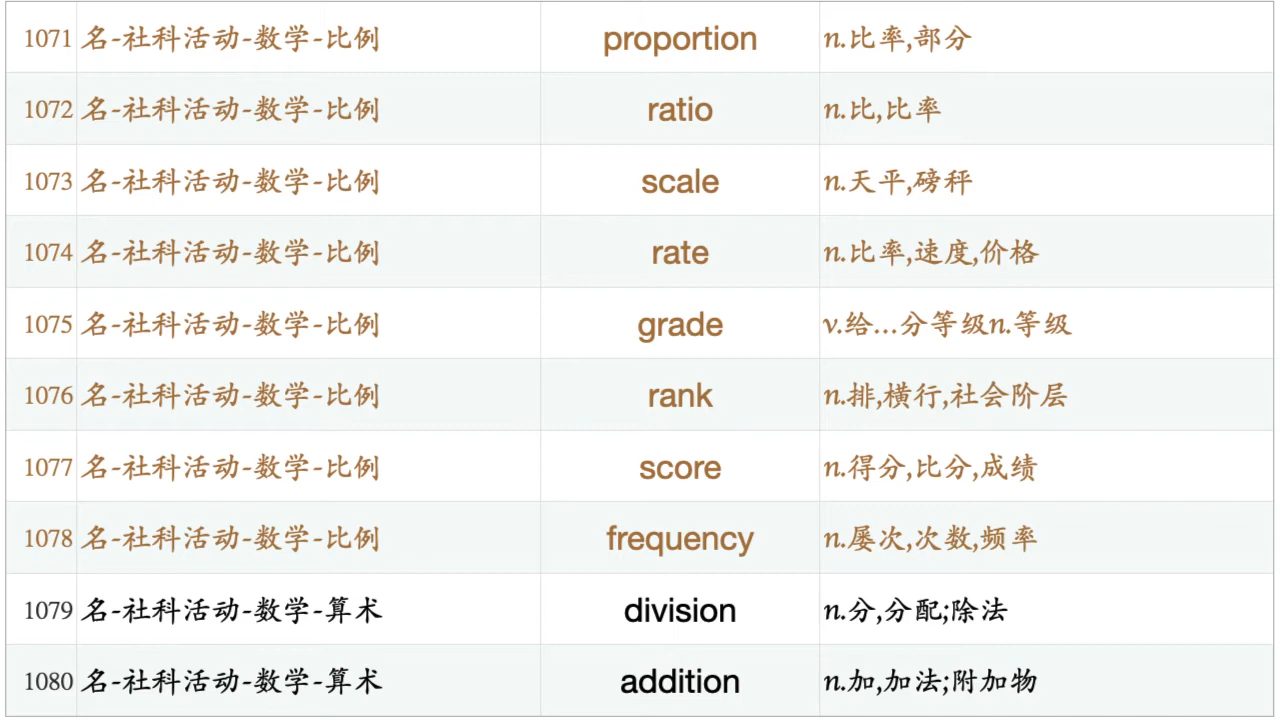 1071 名-社科活动-数学-比例 proportion n.比率,部分
1072 名-社科活动-数学-比例 ratio n.比,比率
1073 名-社科活动-数学-比例 scale n.天平,磅秤
1074 名-社科活动-数学-比例 rate n.比率,速度,价格
1075 名-社科活动-数学-比例 grade v.给...分等级n.等级
1076 名-社科活动-数学-比例 rank n.排,横行,社会阶层
1077 名-社科活动-数学-比例 score n.得分,比分,成绩
1078 名-社科活动-数学-比例 frequency n.屡次,次数,频率
1079 名-社科活动-数学-算术 division n.分,分配;除法
1080 名-社科活动-数学-算术 addition n.加,加法;附加物